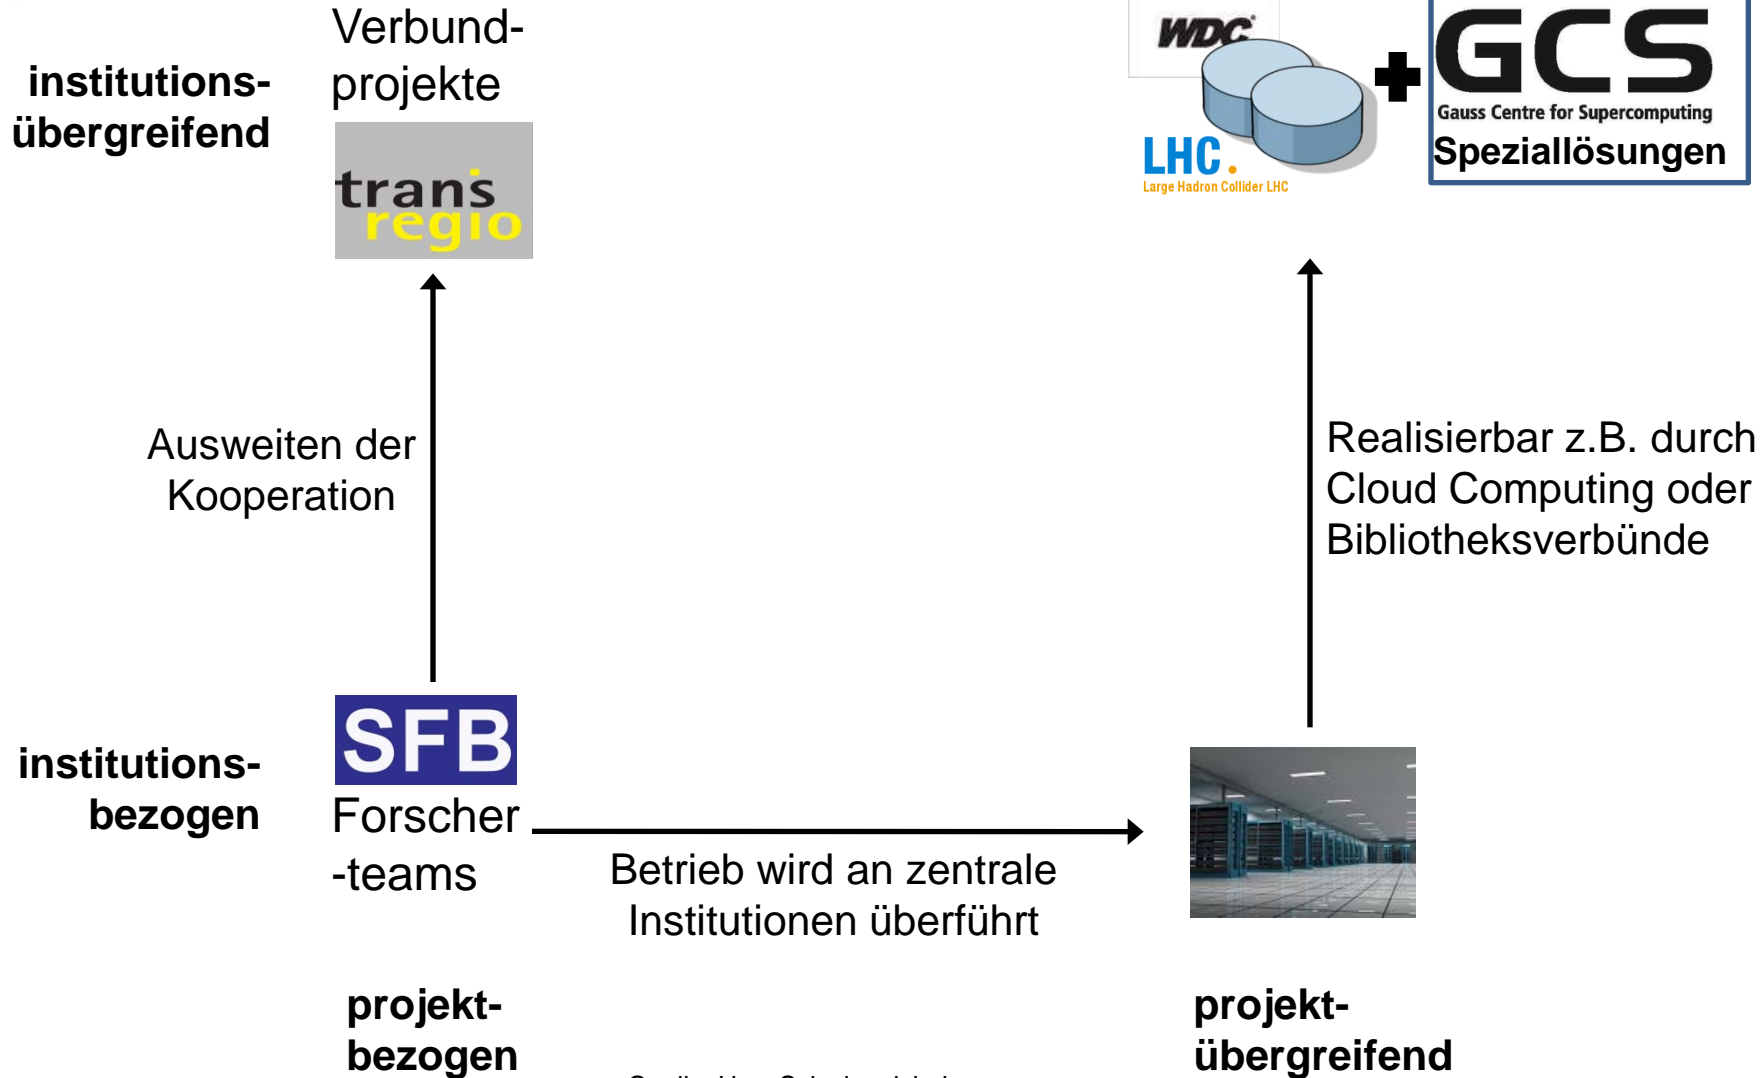 Verbund-
projekte
institutions-
übergreifend
trans
regio
WDC
LHC.
Large Hadron Collider LHC
GCS
Gauss Centre for Supercomputing
Speziallösungen
Ausweiten der
Kooperation
Realisierbar z.B. durch
Cloud Computing oder
Bibliotheksverbünde
institutions-
bezogen
SFB
Forscher
-teams
Betrieb wird an zentrale
Institutionen überführt
projekt-
bezogen
projekt-
übergreifend